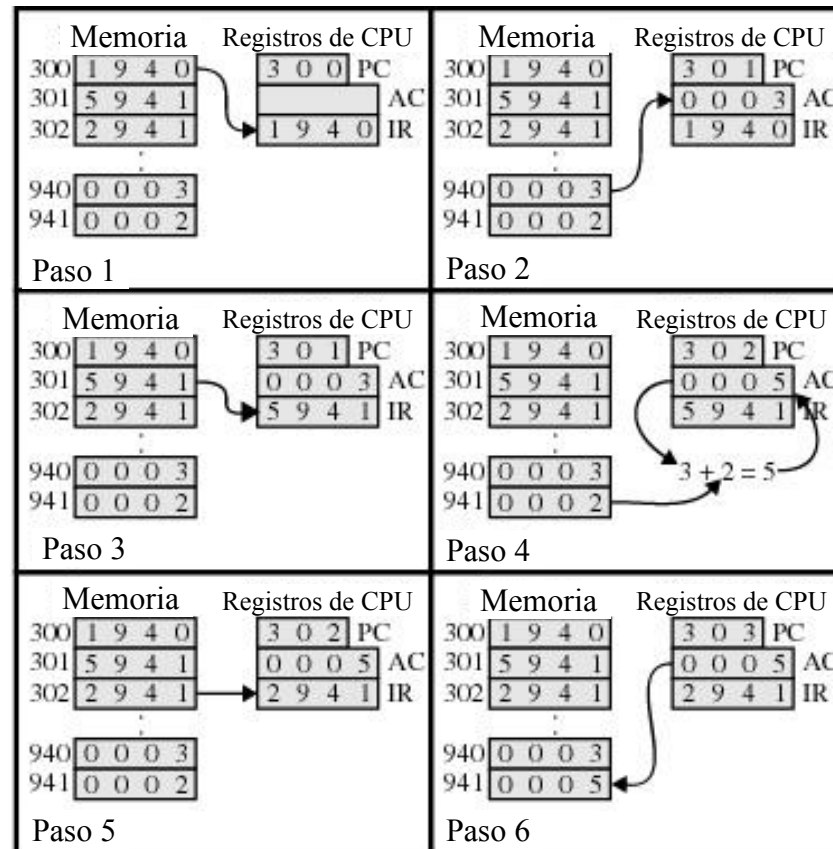 Memoria Registros de CPU
300 1 9 4 0 3 0 0 PC
301 5 9 4 1 AC
302 2 9 4 1 1 9 4 0 IR
940 0 0 0 3
941 0 0 0 2
Paso 1
Memoria Registros de CPU
300 1 9 4 0 3 0 1 PC
301 5 9 4 1 0 0 0 3 AC
302 2 9 4 1 1 9 4 0 IR
940 0 0 0 3
941 0 0 0 2
Paso 2
Memoria Registros de CPU
300 1 9 4 0 3 0 1 PC
301 5 9 4 1 0 0 0 3 AC
302 2 9 4 1 5 9 4 1 IR
940 0 0 0 3
941 0 0 0 2
Paso 3
Memoria Registros de CPU
300 1 9 4 0 3 0 2 PC
301 5 9 4 1 0 0 0 5 AC
302 2 9 4 1 5 9 4 1 IR
940 0 0 0 3 3 + 2 = 5
941 0 0 0 2
Paso 4
Memoria Registros de CPU
300 1 9 4 0 3 0 2 PC
301 5 9 4 1 0 0 0 5 AC
302 2 9 4 1 2 9 4 1 IR
940 0 0 0 3
941 0 0 0 2
Paso 5
Memoria Registros de CPU
300 1 9 4 0 3 0 3 PC
301 5 9 4 1 0 0 0 5 AC
302 2 9 4 1 2 9 4 1 IR
940 0 0 0 3
941 0 0 0 5
Paso 6